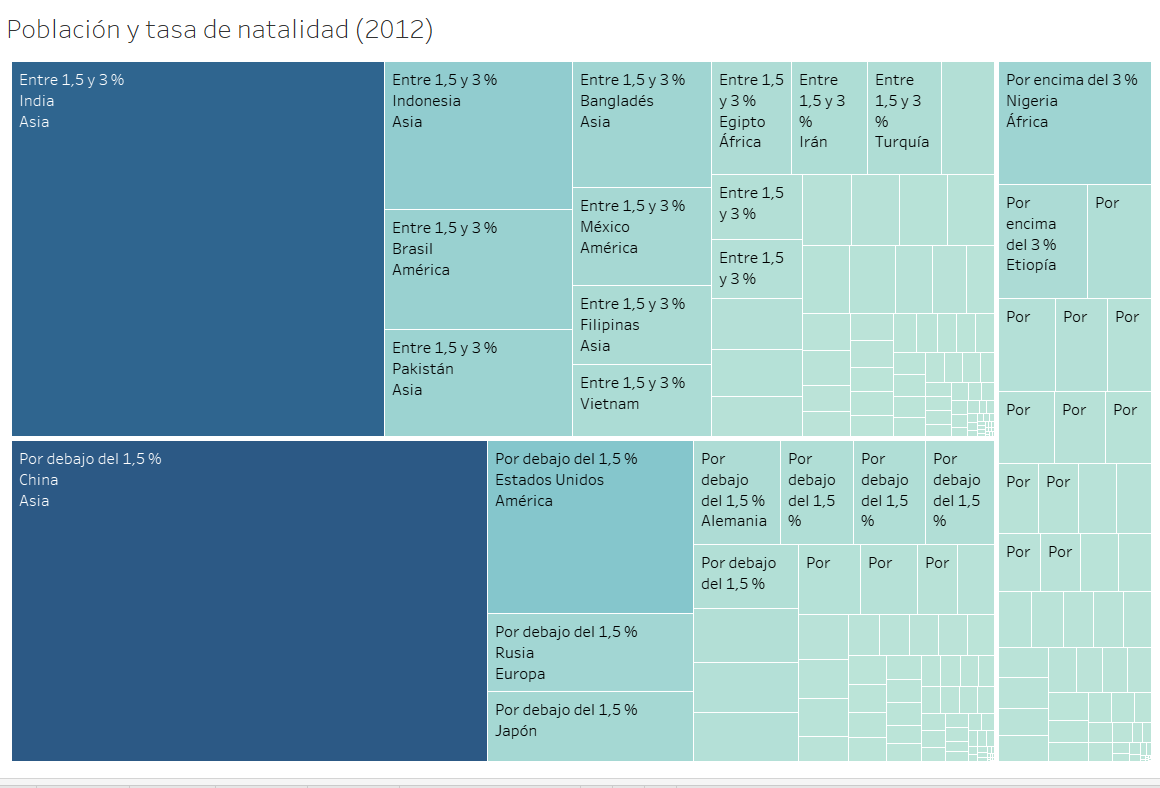 Población y tasa de natalidad (2012)
Entre 1,5 y 3 %
India
Asia
Entre 1,5 y 3 %
Indonesia
Asia
Entre 1,5 y 3 %
Brasil
América
Entre 1,5 y 3 %
Pakistán
Asia
Entre 1,5 y 3 %
Bangladés
Asia
Entre 1,5 y 3 %
México
América
Entre 1,5 y 3 %
Filipinas
Asia
Entre 1,5 y 3 %
Vietnam
Entre 1,5
y 3 %
Egipto
África
Entre
1,5 y 3
%
Irán
Entre
1,5 y 3
%
Turquía
Entre 1,5
y 3 %
Entre 1,5
y 3 %
Por debajo del 1,5 %
China
Asia
Por debajo del 1,5 %
Estados Unidos
América
Por debajo del 1,5 %
Rusia
Europa
Por debajo del 1,5 %
Japón
Por
debajo
del 1,5 %
Alemania
Por
debajo
del 1,5
%
Por
debajo
del 1,5
%
Por
debajo
del 1,5
%
Por debajo
del 1,5 %
Por
Por
Por
Por encima del 3 %
Nigeria
África
Por
encima
del 3 %
Etiopía
Por
Por
Por
Por
Por
Por
Por
Por
Por
Por
Por